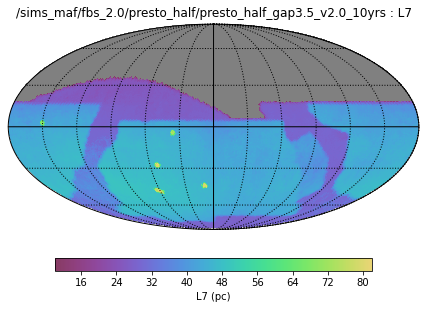 /sims_maf/fbs_2.0/presto_half/presto_half_gap3.5_v2.0_10yrs : L7
16 24 32 40 48 56 64 72 80
L7 (pc)